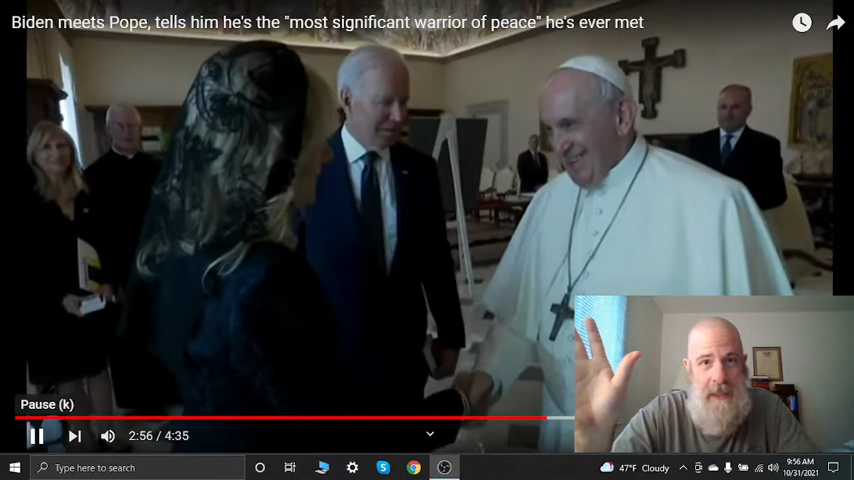 Biden meets Pope, tells him he's the "most significant warrior of peace" he's ever met
Pause (k)
2:56 / 4:35
Type here to search
47°F Cloudy
9:56 AM
10/31/2021